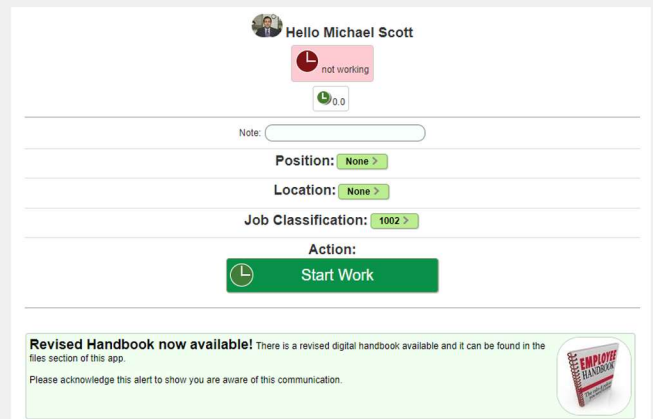 Hello Michael Scott
not working
0.0
Note:
Position: None >
Location: None >
Job Classification: 1002 >
Action:
Start Work
Revised Handbook now available! There is a revised digital handbook available and it can be found in the
files section of this app.
Please acknowledge this alert to show you are aware of this communication.
EMPLOYEE
HANDBOOK